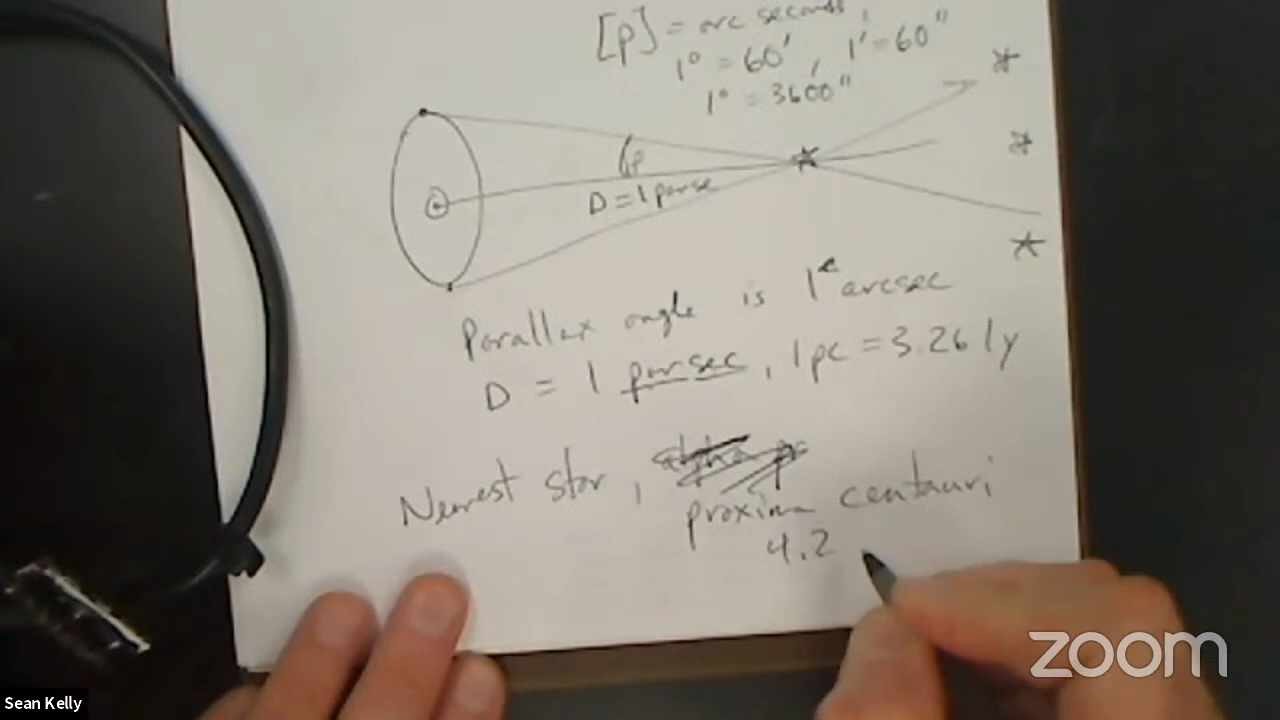 [p] = arc seconds,
1° = 60', 1' = 60"
1° = 3600"
p
D = 1 parse
Parallax angle is 1 arcsec
D = 1 parsec, 1 pc = 3.26 ly
Nearest star,
proxima centauri
4.2
zoom
Sean Kelly